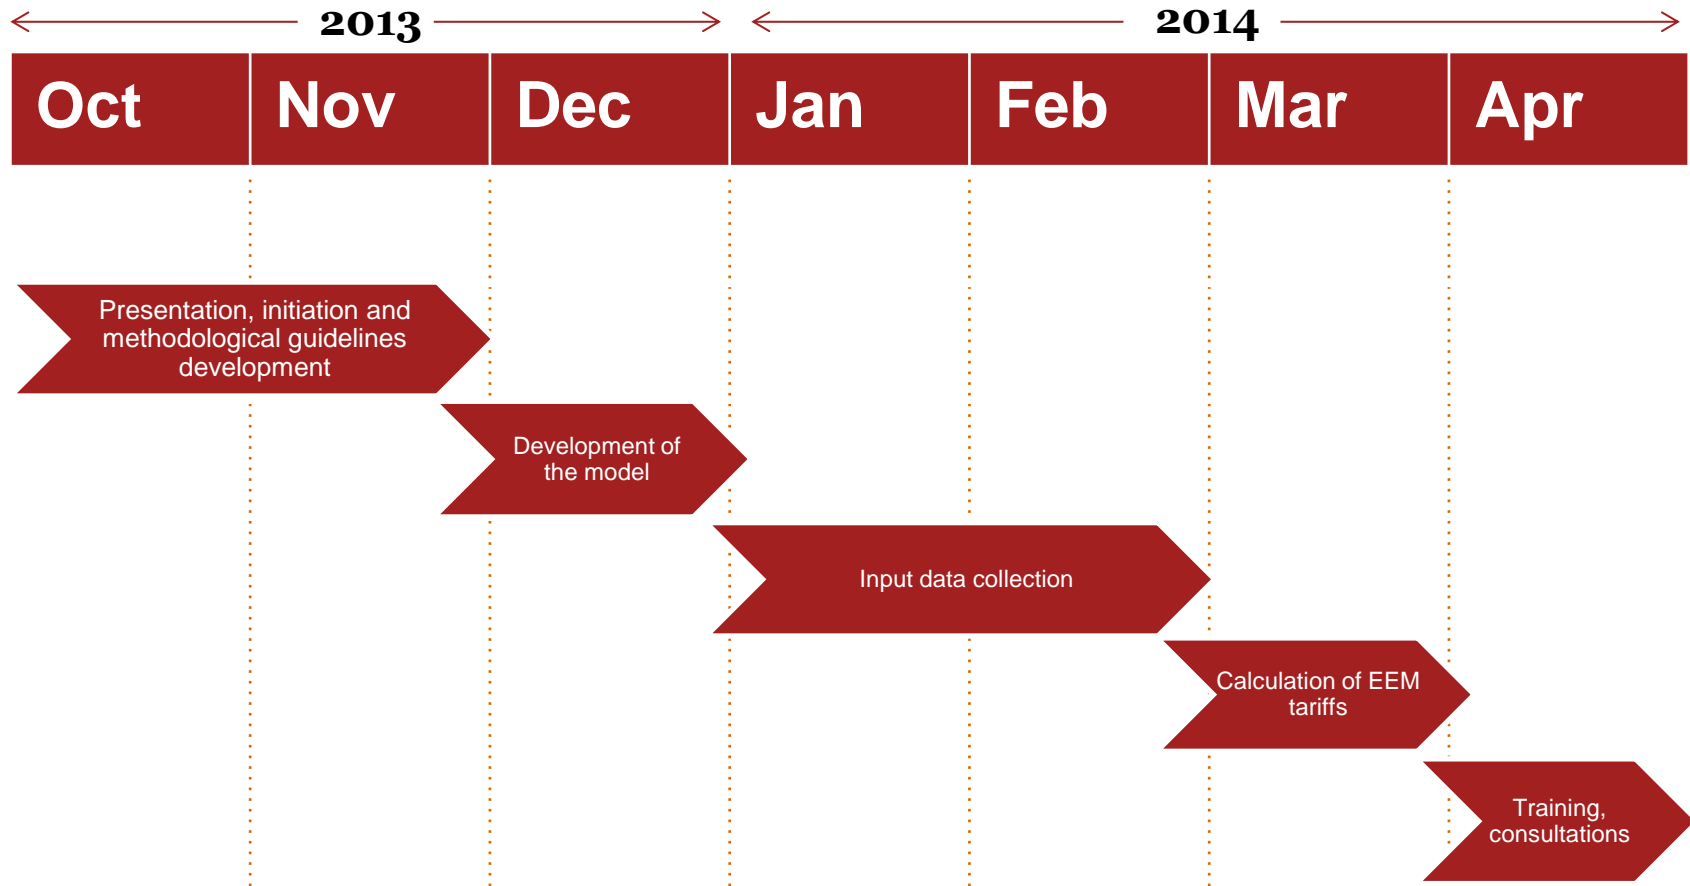 2013 2014
Oct Nov Dec Jan Feb Mar Apr
Presentation, initiation and
methodological guidelines
development
Development of
the model
Input data collection
Calculation of EEM
tariffs
Training,
consultations